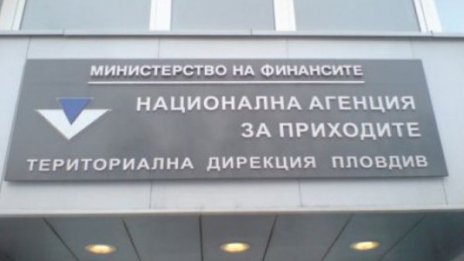 МИНИСТЕРСТВО НА ФИНАНСИТЕ
НАЦИОНАЛНА АГЕНЦИЯ
ЗА ПРИХОДИТЕ
ТЕРИТОРИАЛНА ДИРЕКЦИЯ ПЛОВДИВ